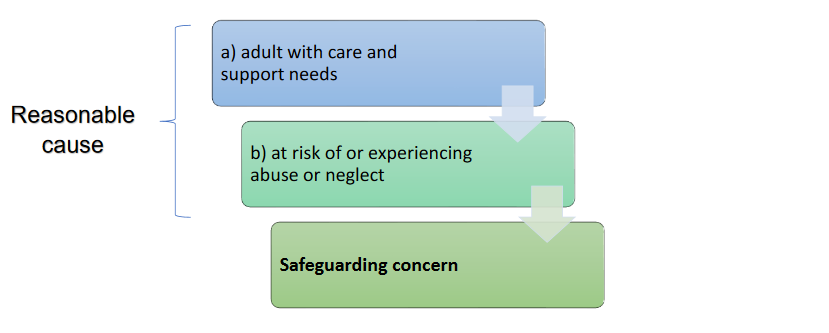 Reasonable
cause
a) adult with care and
support needs
b) at risk of or experiencing
abuse or neglect
Safeguarding concern